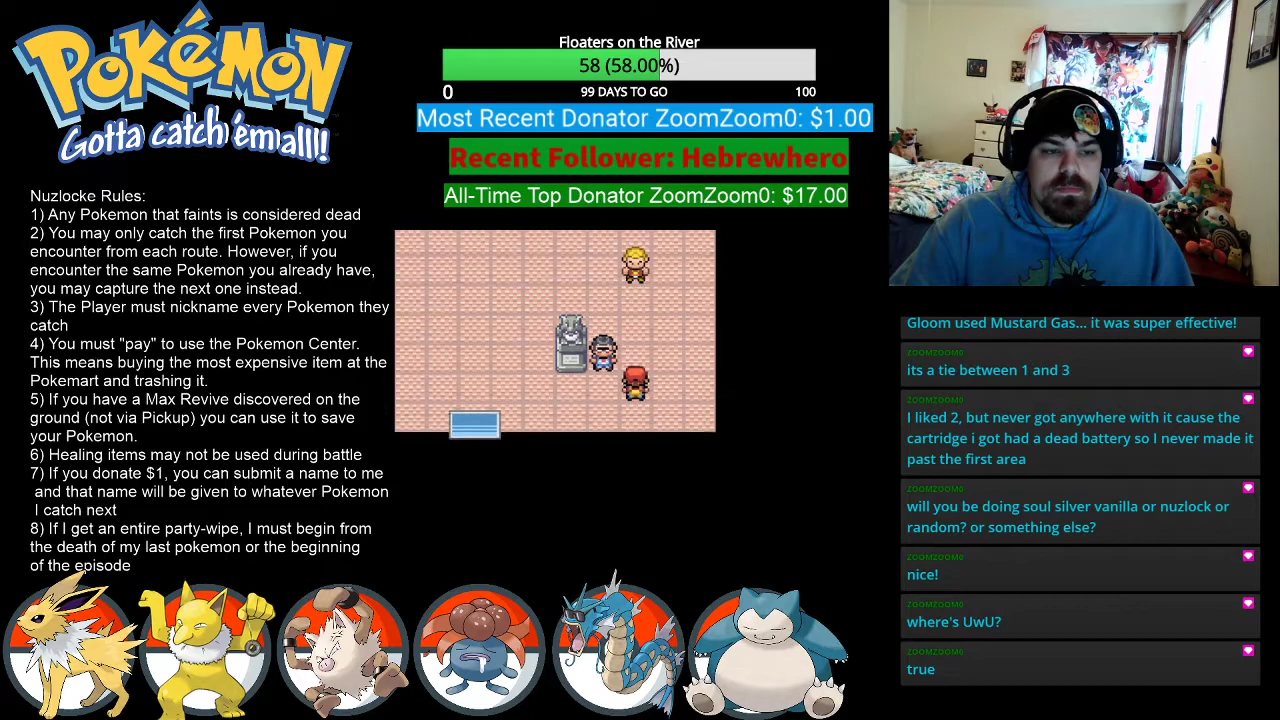 POKéMON
Gotta catch 'em all!!
Nuzlocke Rules:
1) Any Pokemon that faints is considered dead
2) You may only catch the first Pokemon you
encounter from each route. However, if you
encounter the same Pokemon you already have,
you may capture the next one instead.
3) The Player must nickname every Pokemon they
catch
4) You must "pay" to use the Pokemon Center.
This means buying the most expensive item at the
Pokemart and trashing it.
5) If you have a Max Revive discovered on the
ground (not via Pickup) you can use it to save
your Pokemon.
6) Healing items may not be used during battle
7) If you donate $1, you can submit a name to me
and that name will be given to whatever Pokemon
I catch next
8) If I get an entire party-wipe, I must begin from
the death of my last pokemon or the beginning
of the episode
Floaters on the River
58 (58.00%)
0 99 DAYS TO GO 100
Most Recent Donator ZoomZoom0: $1.00
Recent Follower: Hebrewhero
All-Time Top Donator ZoomZoom0: $17.00
Gloom used Mustard Gas... it was super effective!
ZOOMZOOM0
its a tie between 1 and 3
ZOOMZOOM0
I liked 2, but never got anywhere with it cause the
cartridge i got had a dead battery so I never made it
past the first area
ZOOMZOOM0
will you be doing soul silver vanilla or nuzlock or
random? or something else?
ZOOMZOOM0
nice!
ZOOMZOOM0
where's UwU?
ZOOMZOOM0
true